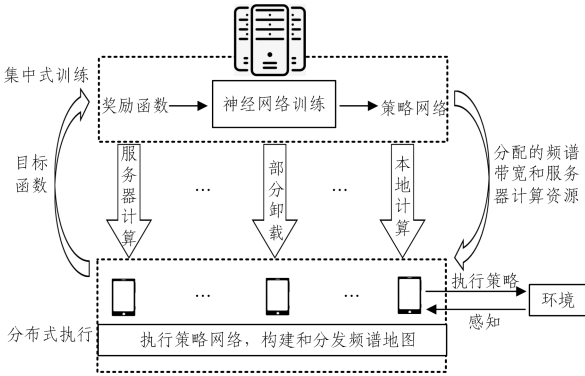 集中式训练
奖励函数
神经网络训练
策略网络
目标
函数
服务器计算
...
部分卸载
...
本地计算
分配的频谱
带宽和服务
器计算资源
...
...
执行策略
环境
感知
分布式执行
执行策略网络，构建和分发频谱地图